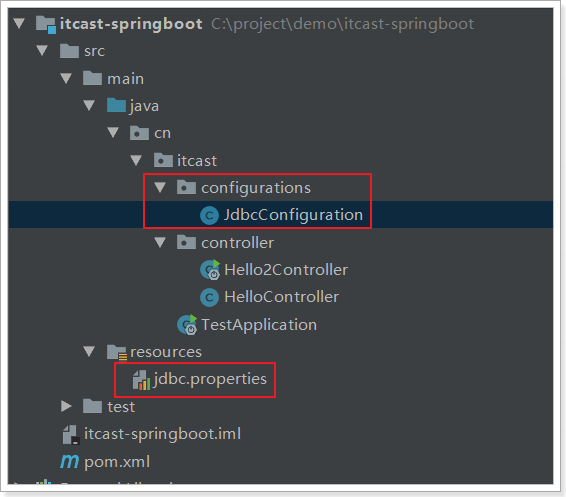 itcast-springboot C:\project\demo\itcast-springboot
src
main
java
cn
itcast
configurations
JdbcConfiguration
controller
Hello2Controller
HelloController
TestApplication
resources
jdbc.properties
test
itcast-springboot.iml
pom.xml